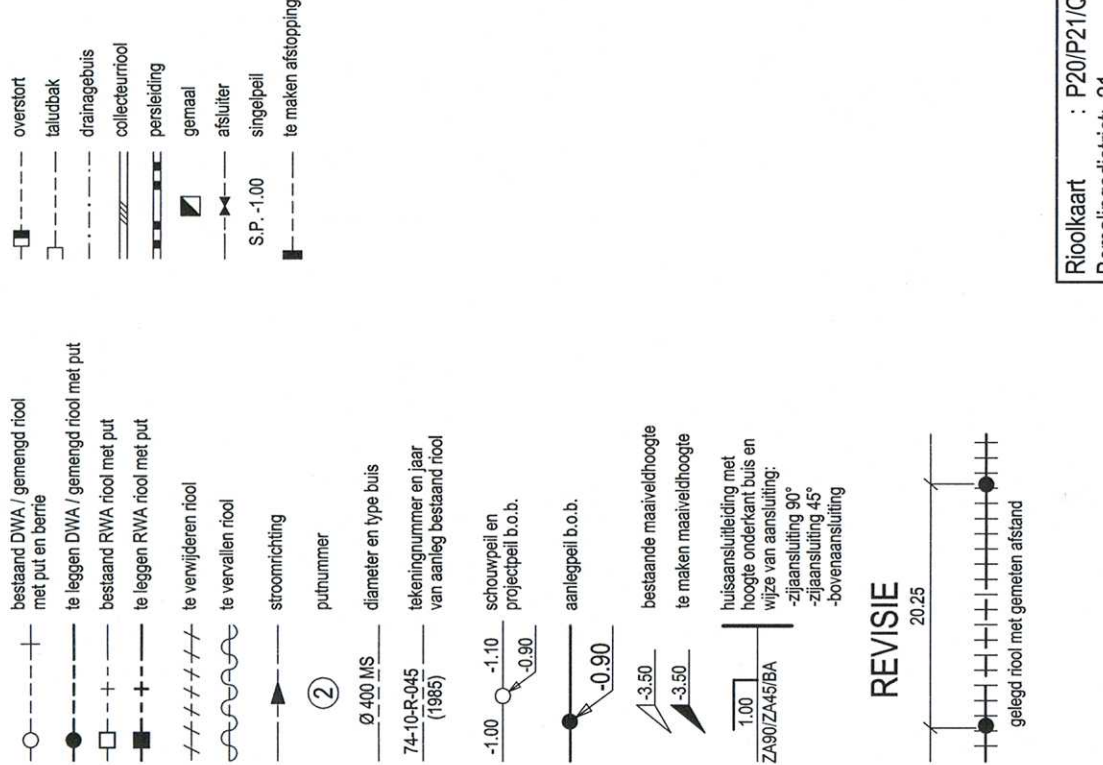 bestaand DWA / gemengd riool
met put en berrie
te leggen DWA / gemengd riool met put
bestaand RWA riool met put
te leggen RWA riool met put
te verwijderen riool
te vervallen riool
stroomrichting
2
putnummer
Ø 400 MS
diameter en type buis
74-10-R-045
(1985)
tekeningnummer en jaar
van aanleg bestaand riool
-1.00
-1.10
-0.90
schouwpeil en
projectpeil b.o.b.
-0.90
aanlegpeil b.o.b.
-3.50
bestaande maaiveldhoogte
-3.50
te maken maaiveldhoogte
1.00
ZA90/ZA45/BA
huisaansluitleiding met
hoogte onderkant buis en
wijze van aansluiting:
-zijaansluiting 90°
-zijaansluiting 45°
-bovenaansluiting
REVISIE
20.25
gelegd riool met gemeten afstand
overstort
taludbak
drainagebuis
collecteurriool
persleiding
gemaal
afsluiter
S.P. -1.00
singelpeil
te maken afstopping
Rioolkaart : P20/P21/